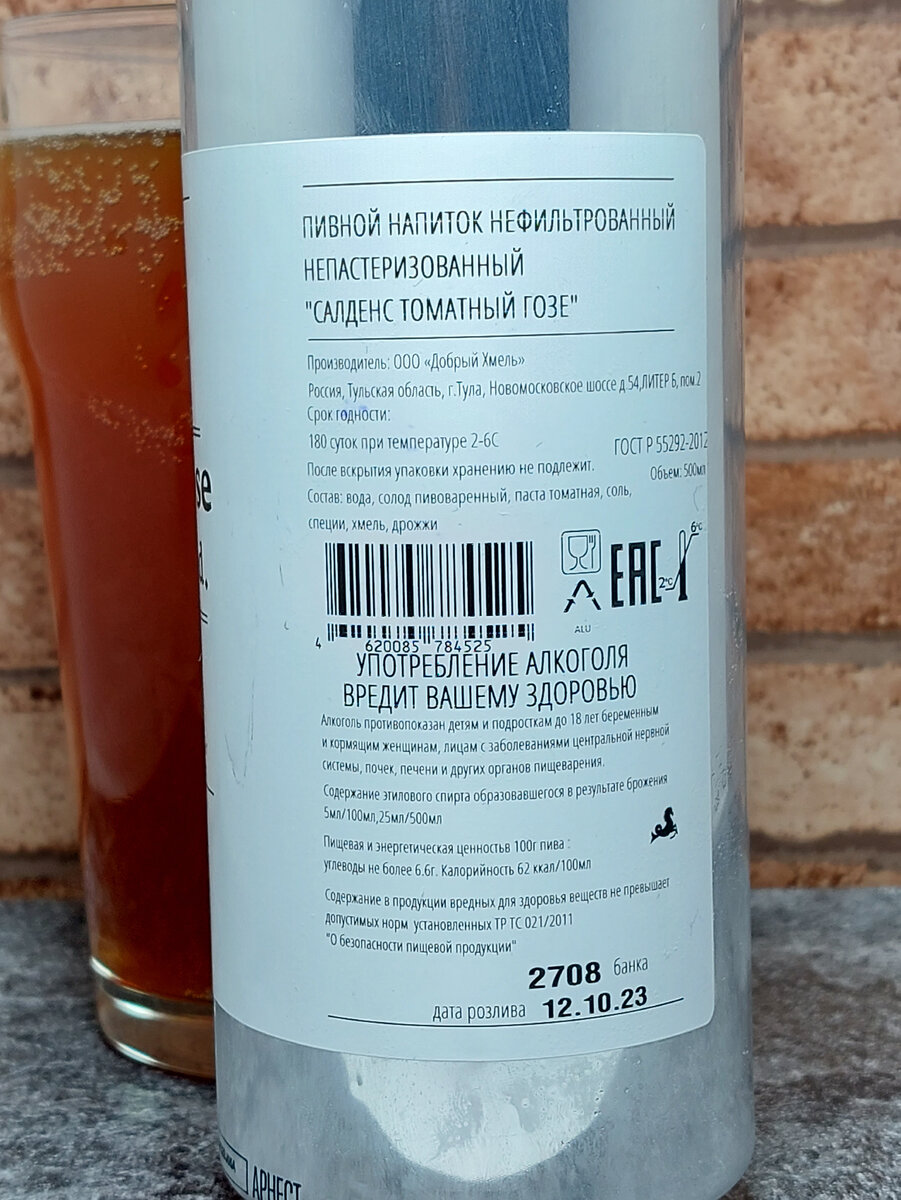 ПИВНОЙ НАПИТОК НЕФИЛЬТРОВАННЫЙ
НЕПАСТЕРИЗОВАННЫЙ
"САЛДЕНС ТОМАТНЫЙ ГОЗЕ"
Производитель: ООО «Добрый Хмель»
Россия, Тульская область, г.Тула, Новомосковское шоссе д.54,ЛИТЕР Б, пом.2
Срок годности:
180 суток при температуре 2-6С
ГОСТ Р 55292-2012
После вскрытия упаковки хранению не подлежит.
Объем: 500мл
Состав: вода, солод пивоваренный, паста томатная, соль,
специи, хмель, дрожжи
se
a.
6°C
EAC
2°C
ALU
4 620085 784525
УПОТРЕБЛЕНИЕ АЛКОГОЛЯ
ВРЕДИТ ВАШЕМУ ЗДОРОВЬЮ
Алкоголь противопоказан детям и подросткам до 18 лет беременным
и кормящим женщинам, лицам с заболеваниями центральной нервной
системы, почек, печени и других органов пищеварения.
Содержание этилового спирта образовавшегося в результате брожения
5мл/100мл,25мл/500мл
Пищевая и энергетическая ценностьв 100г пива :
углеводы не более 6.6г. Калорийность 62 ккал/100мл
Содержание в продукции вредных для здоровья веществ не превышает
допустимых норм установленных ТР ТС 021/2011
"О безопасности пищевой продукции"
2708 банка
дата розлива 12.10.23
АРНЕСТ